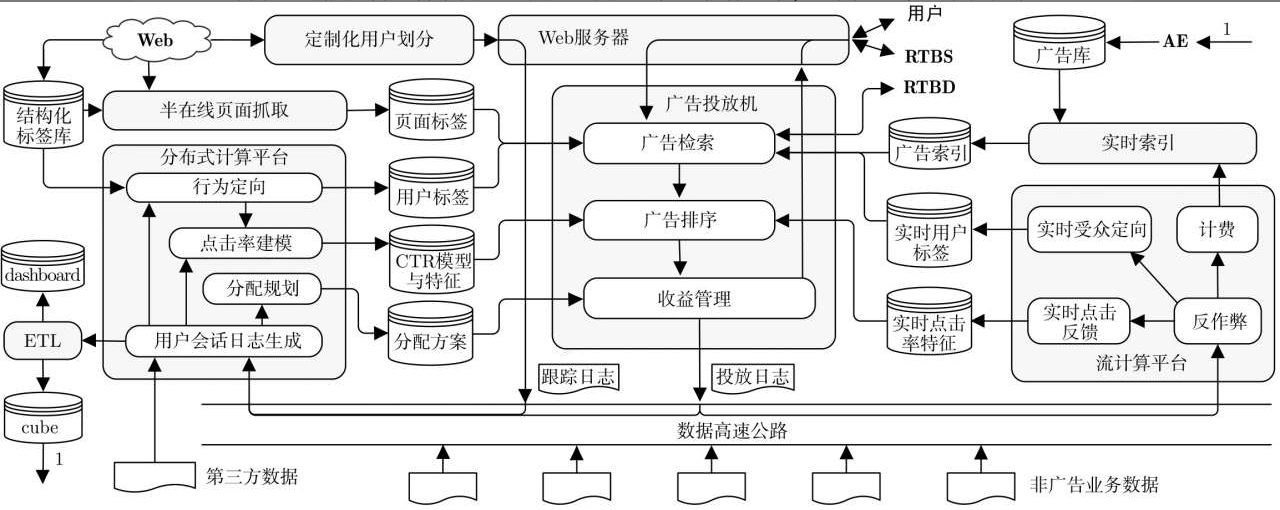 Web
定制化用户划分
Web服务器
用户
RTBS
RTBD
广告库
AE
1
结构化
标签库
半在线页面抓取
页面标签
广告投放机
广告检索
广告索引
实时索引
分布式计算平台
行为定向
用户标签
广告排序
实时用户
标签
实时受众定向
计费
点击率建模
CTR模型
与特征
dashboard
分配规划
收益管理
ETL
用户会话日志生成
分配方案
实时点击
率特征
实时点击
反馈
反作弊
流计算平台
跟踪日志
投放日志
cube
数据高速公路
1
第三方数据
非广告业务数据